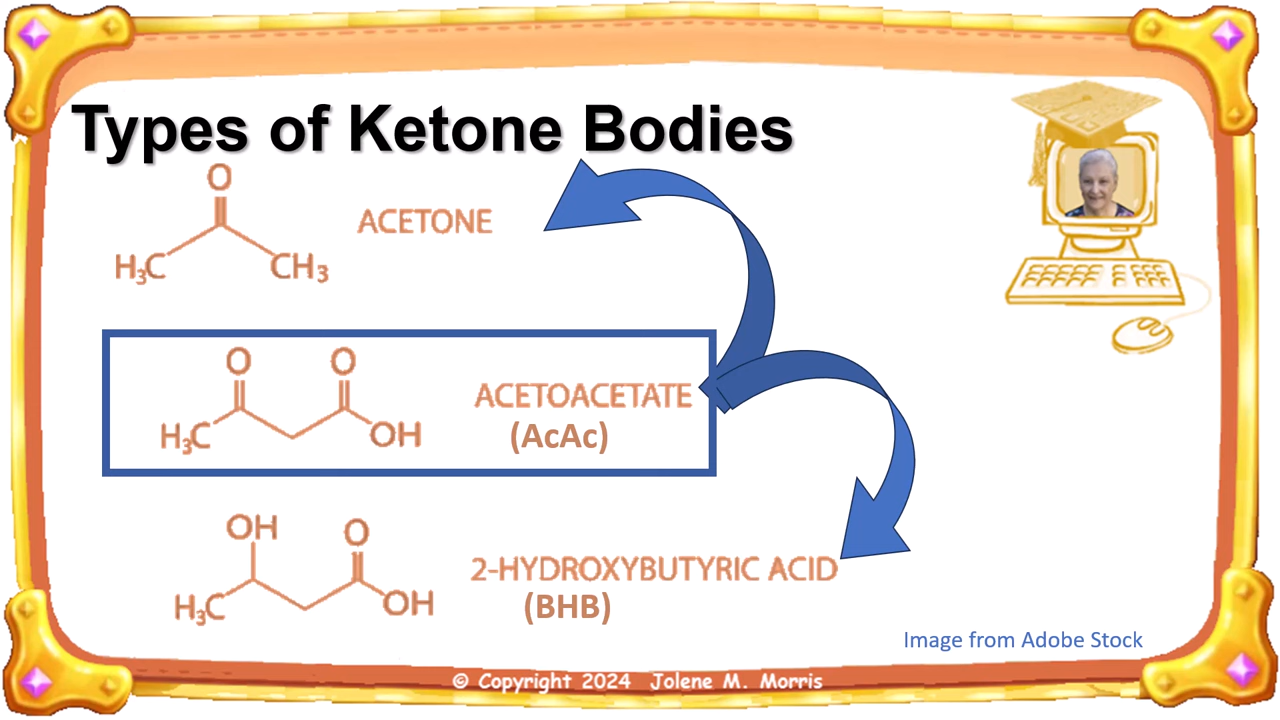 Types of Ketone Bodies
O
ACETONE
H₃C
CH₃
O
O
ACETOACETATE
H₃C
OH
(AcAc)
OH
O
2-HYDROXYBUTYRIC ACID
H₃C
OH
(BHB)
Image from Adobe Stock
© Copyright 2024 Jolene M. Morris